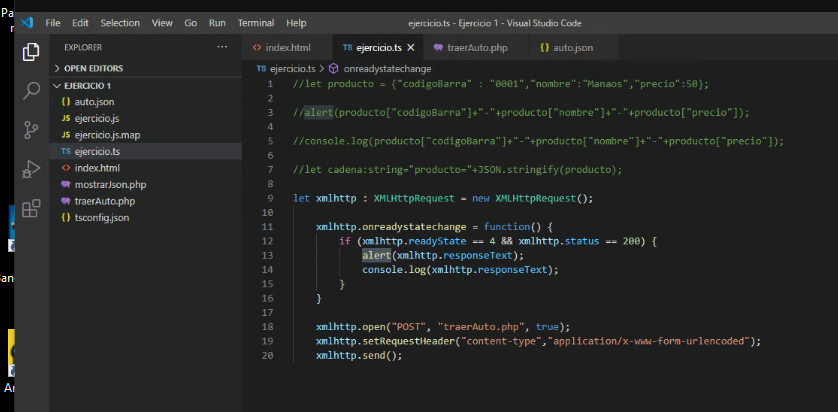 File Edit Selection View Go Run Terminal Help ejercicio.ts - Ejercicio 1 - Visual Studio Code
EXPLORER ...
OPEN EDITORS
EJERCICIO 1
{} auto.json
JS ejercicio.js
JS ejercicio.js.map
TS ejercicio.ts
<> index.html
mostrarJson.php
traerAuto.php
{} tsconfig.json
<> index.html TS ejercicio.ts × traerAuto.php {} auto.json
TS ejercicio.ts > onreadystatechange
1 //let producto = {"codigoBarra" : "0001","nombre":"Manaos","precio":50};
2
3 //alert(producto["codigoBarra"]+"-"+producto["nombre"]+"-"+producto["precio"]);
4
5 //console.log(producto["codigoBarra"]+"-"+producto["nombre"]+"-"+producto["precio"]);
6
7 //let cadena:string="producto="+JSON.stringify(producto);
8
9 let xmlhttp : XMLHttpRequest = new XMLHttpRequest();
10
11 xmlhttp.onreadystatechange = function() {
12 if (xmlhttp.readyState == 4 && xmlhttp.status == 200) {
13 alert(xmlhttp.responseText);
14 console.log(xmlhttp.responseText);
15 }
16 }
17
18 xmlhttp.open("POST", "traerAuto.php", true);
19 xmlhttp.setRequestHeader("content-type","application/x-www-form-urlencoded");
20 xmlhttp.send();